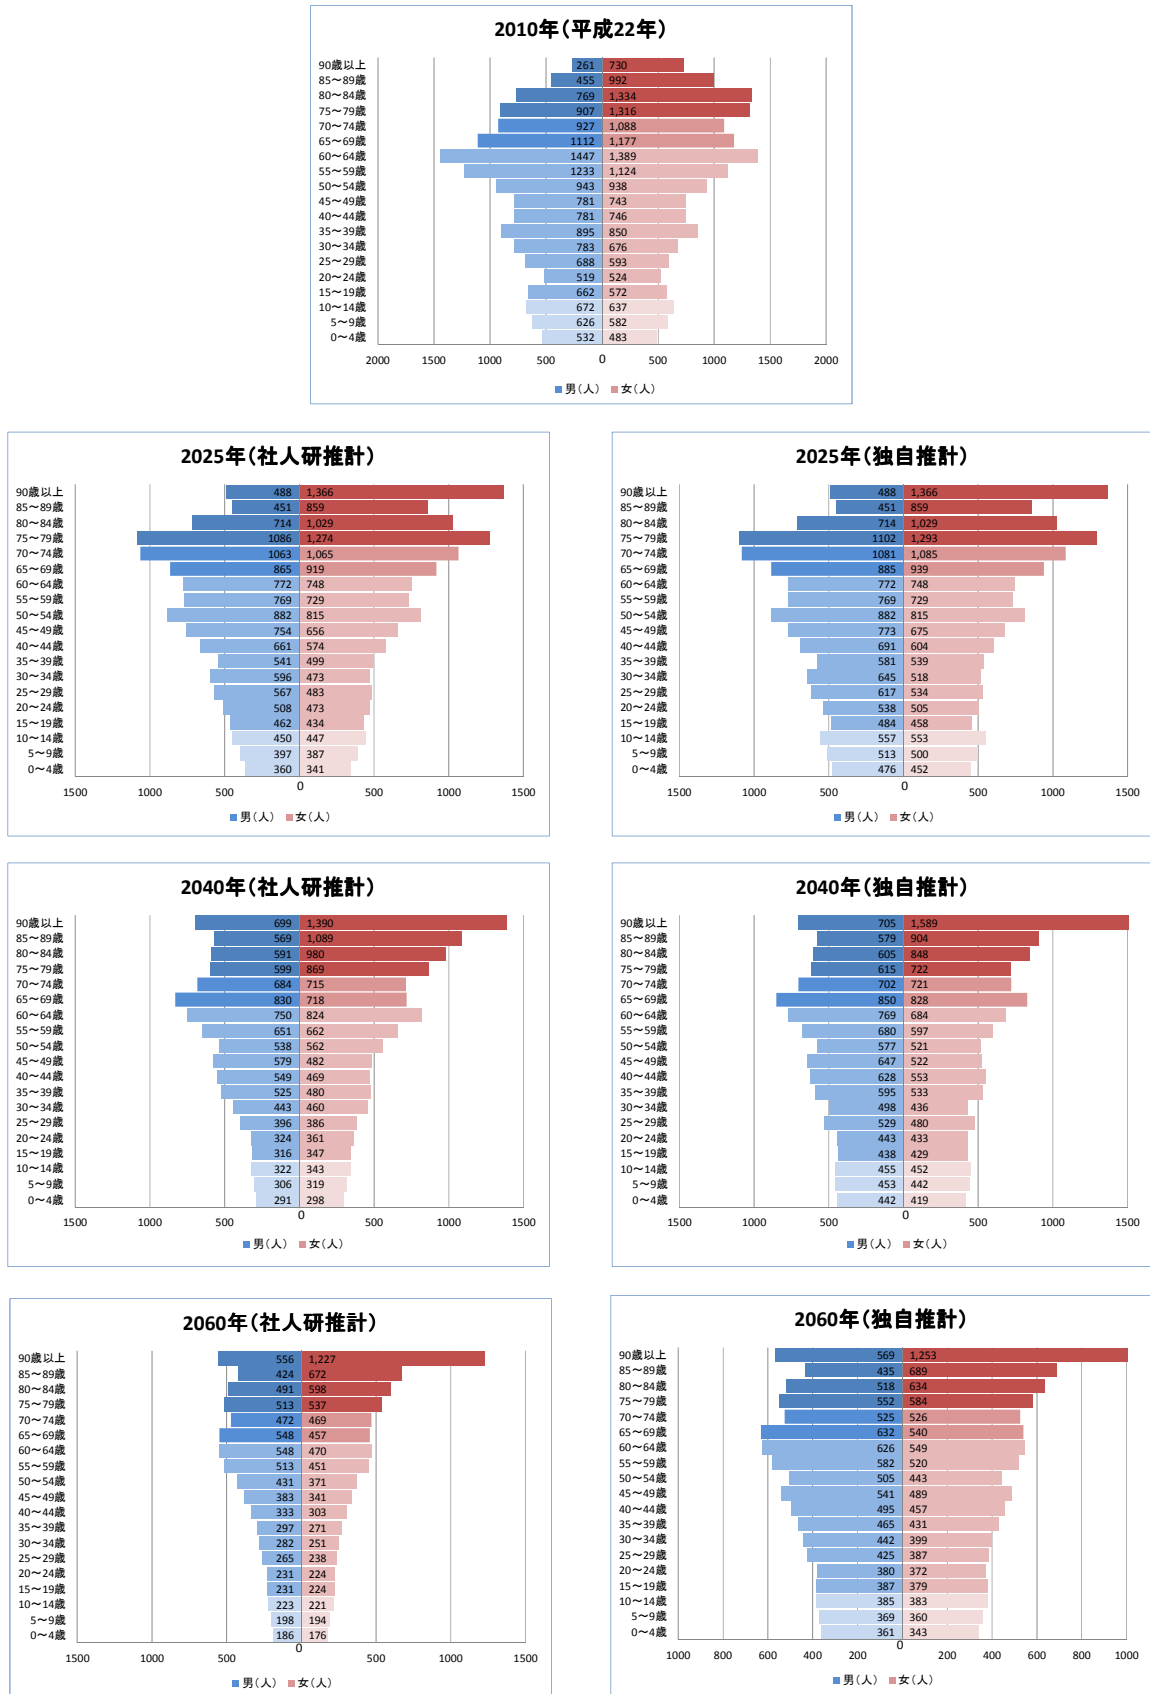 2010年(平成22年)
90歳以上 261 730
85～89歳 455 992
80～84歳 769 1,334
75～79歳 907 1,316
70～74歳 927 1,088
65～69歳 1112 1,177
60～64歳 1447 1,389
55～59歳 1233 1,124
50～54歳 943 938
45～49歳 781 743
40～44歳 781 746
35～39歳 895 850
30～34歳 783 676
25～29歳 688 593
20～24歳 519 524
15～19歳 662 572
10～14歳 672 637
5～9歳 626 582
0～4歳 532 483
2000 1500 1000 500 0 500 1000 1500 2000
男(人) 女(人)
2025年(社人研推計)
90歳以上 488 1,366
85～89歳 451 859
80～84歳 714 1,029
75～79歳 1086 1,274
70～74歳 1063 1,065
65～69歳 865 919
60～64歳 772 748
55～59歳 769 729
50～54歳 882 815
45～49歳 754 656
40～44歳 661 574
35～39歳 541 499
30～34歳 596 473
25～29歳 567 483
20～24歳 508 473
15～19歳 462 434
10～14歳 450 447
5～9歳 397 387
0～4歳 360 341
1500 1000 500 0 500 1000 1500
男(人) 女(人)
2025年(独自推計)
90歳以上 488 1,366
85～89歳 451 859
80～84歳 714 1,029
75～79歳 1102 1,293
70～74歳 1081 1,085
65～69歳 885 939
60～64歳 772 748
55～59歳 769 729
50～54歳 882 815
45～49歳 773 675
40～44歳 691 604
35～39歳 581 539
30～34歳 645 518
25～29歳 617 534
20～24歳 538 505
15～19歳 484 458
10～14歳 557 553
5～9歳 513 500
0～4歳 476 452
1500 1000 500 0 500 1000 1500
男(人) 女(人)
2040年(社人研推計)
90歳以上 699 1,390
85～89歳 569 1,089
80～84歳 591 980
75～79歳 599 869
70～74歳 684 715
65～69歳 830 718
60～64歳 750 824
55～59歳 651 662
50～54歳 538 562
45～49歳 579 482
40～44歳 549 469
35～39歳 525 480
30～34歳 443 460
25～29歳 396 386
20～24歳 324 361
15～19歳 316 347
10～14歳 322 343
5～9歳 306 319
0～4歳 291 298
1500 1000 500 0 500 1000 1500
男(人) 女(人)
2040年(独自推計)
90歳以上 705 1,589
85～89歳 579 904
80～84歳 605 848
75～79歳 615 722
70～74歳 702 721
65～69歳 850 828
60～64歳 769 684
55～59歳 680 597
50～54歳 577 521
45～49歳 647 522
40～44歳 628 553
35～39歳 595 533
30～34歳 498 436
25～29歳 529 480
20～24歳 443 433
15～19歳 438 429
10～14歳 455 452
5～9歳 453 442
0～4歳 442 419
1500 1000 500 0 500 1000 1500
男(人) 女(人)
2060年(社人研推計)
90歳以上 556 1,227
85～89歳 424 672
80～84歳 491 598
75～79歳 513 537
70～74歳 472 469
65～69歳 548 457
60～64歳 548 470
55～59歳 513 451
50～54歳 431 371
45～49歳 383 341
40～44歳 333 303
35～39歳 297 271
30～34歳 282 251
25～29歳 265 238
20～24歳 231 224
15～19歳 231 224
10～14歳 223 221
5～9歳 198 194
0～4歳 186 176
1500 1000 500 0 500 1000 1500
男(人) 女(人)
2060年(独自推計)
90歳以上 569 1,253
85～89歳 435 689
80～84歳 518 634
75～79歳 552 584
70～74歳 525 526
65～69歳 632 540
60～64歳 626 549
55～59歳 582 520
50～54歳 505 443
45～49歳 541 489
40～44歳 495 457
35～39歳 465 431
30～34歳 442 399
25～29歳 425 387
20～24歳 380 372
15～19歳 387 379
10～14歳 385 383
5～9歳 369 360
0～4歳 361 343
1000 800 600 400 200 0 200 400 600 800 1000
男(人) 女(人)